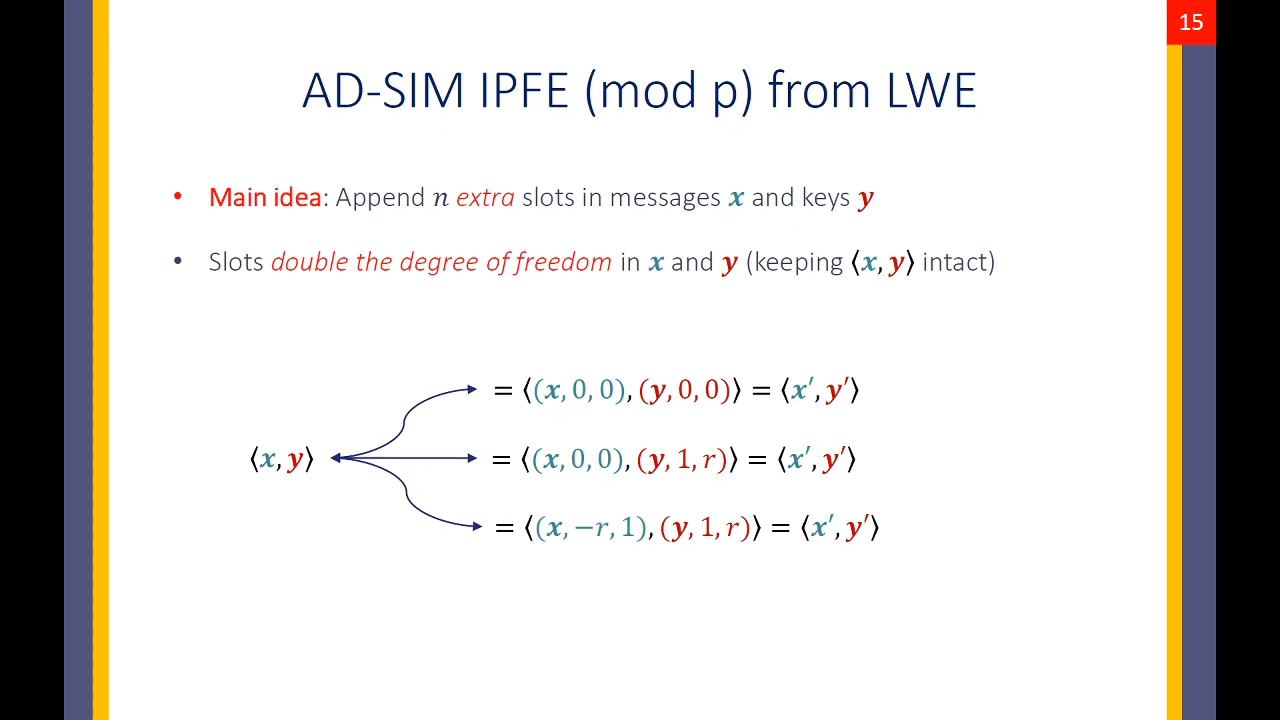 15
AD-SIM IPFE (mod p) from LWE
• Main idea: Append n extra slots in messages x and keys y
• Slots double the degree of freedom in x and y (keeping ⟨x, y⟩ intact)
= ⟨(x, 0, 0), (y, 0, 0)⟩ = ⟨x′, y′⟩
⟨x, y⟩ = ⟨(x, 0, 0), (y, 1, r)⟩ = ⟨x′, y′⟩
= ⟨(x, −r, 1), (y, 1, r)⟩ = ⟨x′, y′⟩